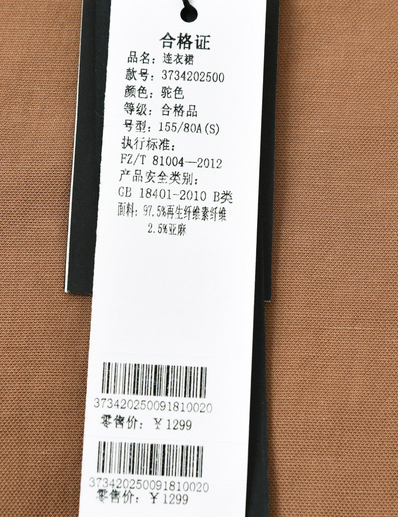 合格证
品名：连衣裙
款号：3734202500
颜色：驼色
等级：合格品
号型：155/80A(S)
执行标准：
FZ/T 81004—2012
产品安全类别：
GB 18401-2010 B类
面料：97.5%再生纤维素纤维
2.5%亚麻
373420250091810020
零售价：￥1299
373420250091810020
零售价：￥1299